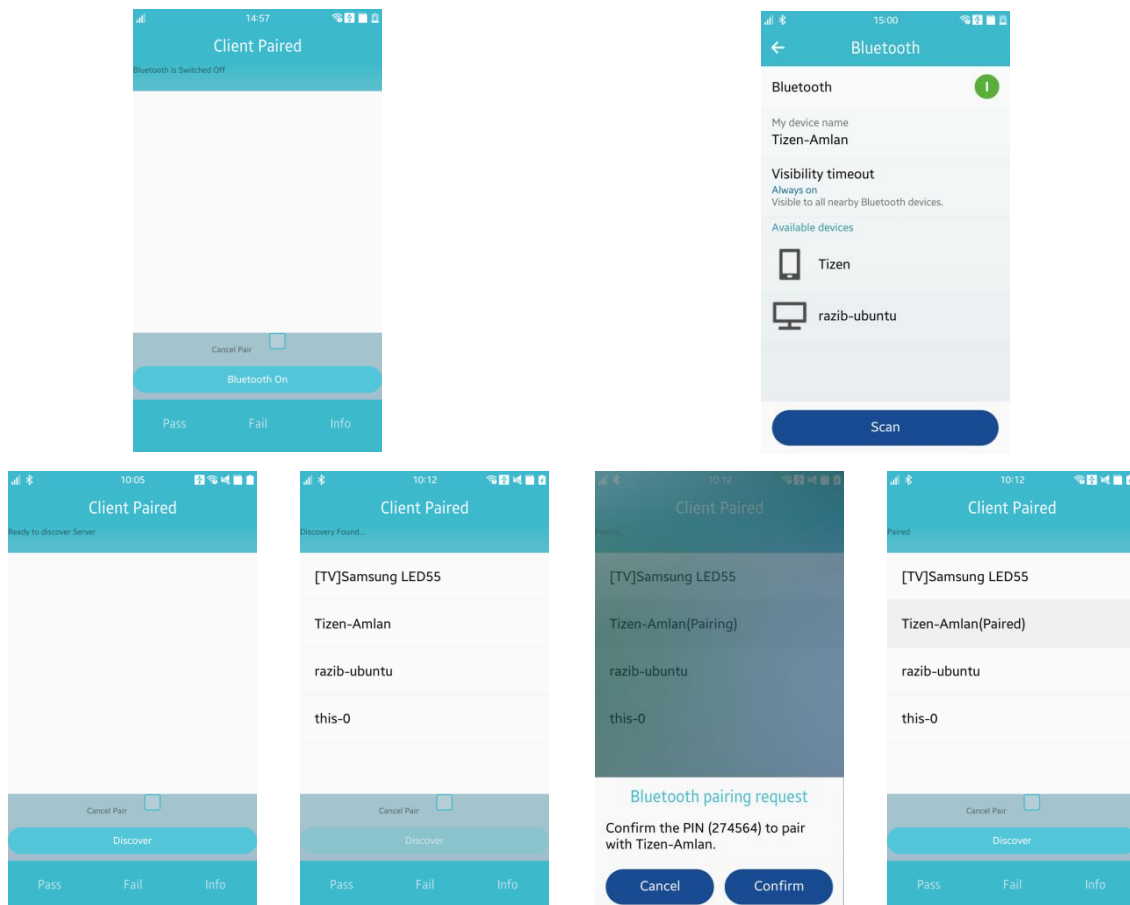 14:57
Client Paired
Bluetooth is Switched Off
Cancel Pair
Bluetooth On
Pass Fail Info
15:00
Bluetooth
Bluetooth
My device name
Tizen-Amlan
Visibility timeout
Always on
Visible to all nearby Bluetooth devices.
Available devices
Tizen
razib-ubuntu
Scan
10:05
Client Paired
Ready to discover Server
Cancel Pair
Discover
Pass Fail Info
10:12
Client Paired
Discovery Found...
[TV]Samsung LED55
Tizen-Amlan
razib-ubuntu
this-0
Cancel Pair
Discover
Pass Fail Info
10:12
Client Paired
Pairing...
[TV]Samsung LED55
Tizen-Amlan(Pairing)
razib-ubuntu
this-0
Bluetooth pairing request
Confirm the PIN (274564) to pair
with Tizen-Amlan.
Cancel Confirm
10:12
Client Paired
Paired
[TV]Samsung LED55
Tizen-Amlan(Paired)
razib-ubuntu
this-0
Cancel Pair
Discover
Pass Fail Info